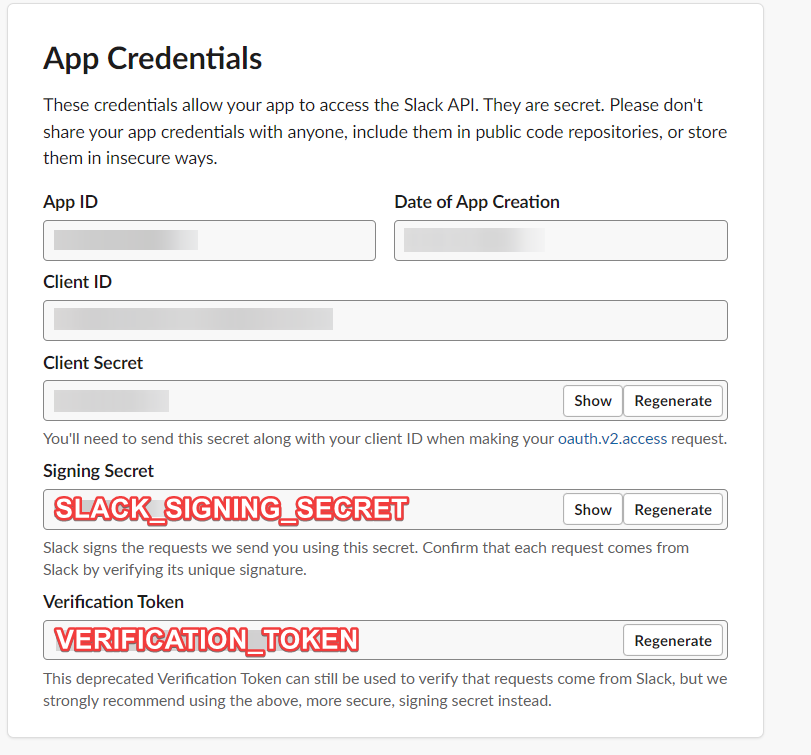 App Credentials
These credentials allow your app to access the Slack API. They are secret. Please don't
share your app credentials with anyone, include them in public code repositories, or store
them in insecure ways.
App ID
Date of App Creation
Client ID
Client Secret
Show
Regenerate
You'll need to send this secret along with your client ID when making your oauth.v2.access request.
Signing Secret
SLACK_SIGNING_SECRET
Show
Regenerate
Slack signs the requests we send you using this secret. Confirm that each request comes from
Slack by verifying its unique signature.
Verification Token
VERIFICATION_TOKEN
Regenerate
This deprecated Verification Token can still be used to verify that requests come from Slack, but we
strongly recommend using the above, more secure, signing secret instead.